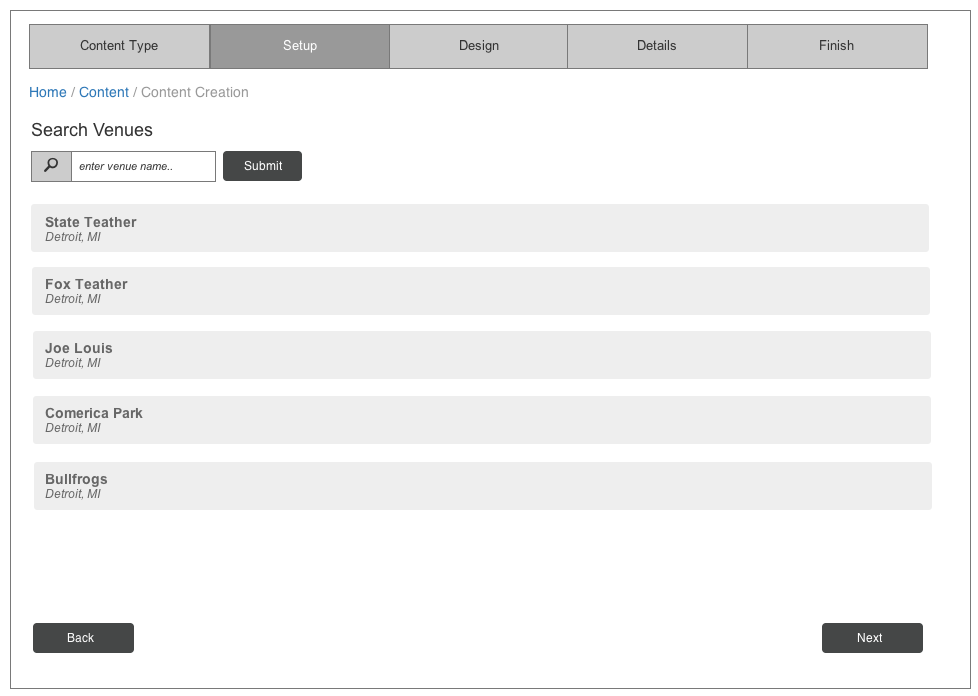 Content Type Setup Design Details Finish
Home / Content / Content Creation
Search Venues
enter venue name.. Submit
State Teather
Detroit, MI
Fox Teather
Detroit, MI
Joe Louis
Detroit, MI
Comerica Park
Detroit, MI
Bullfrogs
Detroit, MI
Back Next